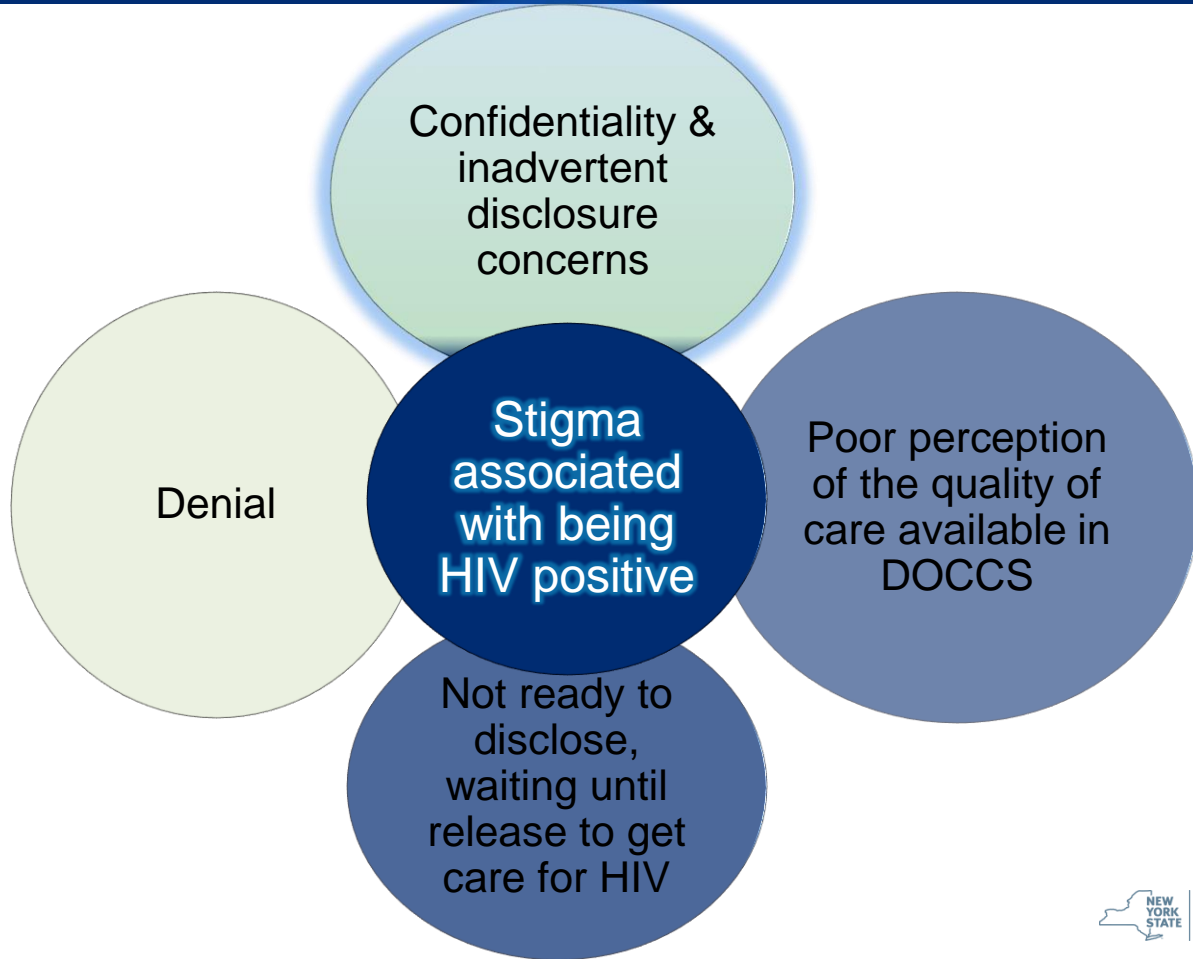 Confidentiality &
inadvertent
disclosure
concerns
Denial
Stigma
associated
with being
HIV positive
Poor perception
of the quality of
care available in
DOCCS
Not ready to
disclose,
waiting until
release to get
care for HIV
NEW
YORK
STATE